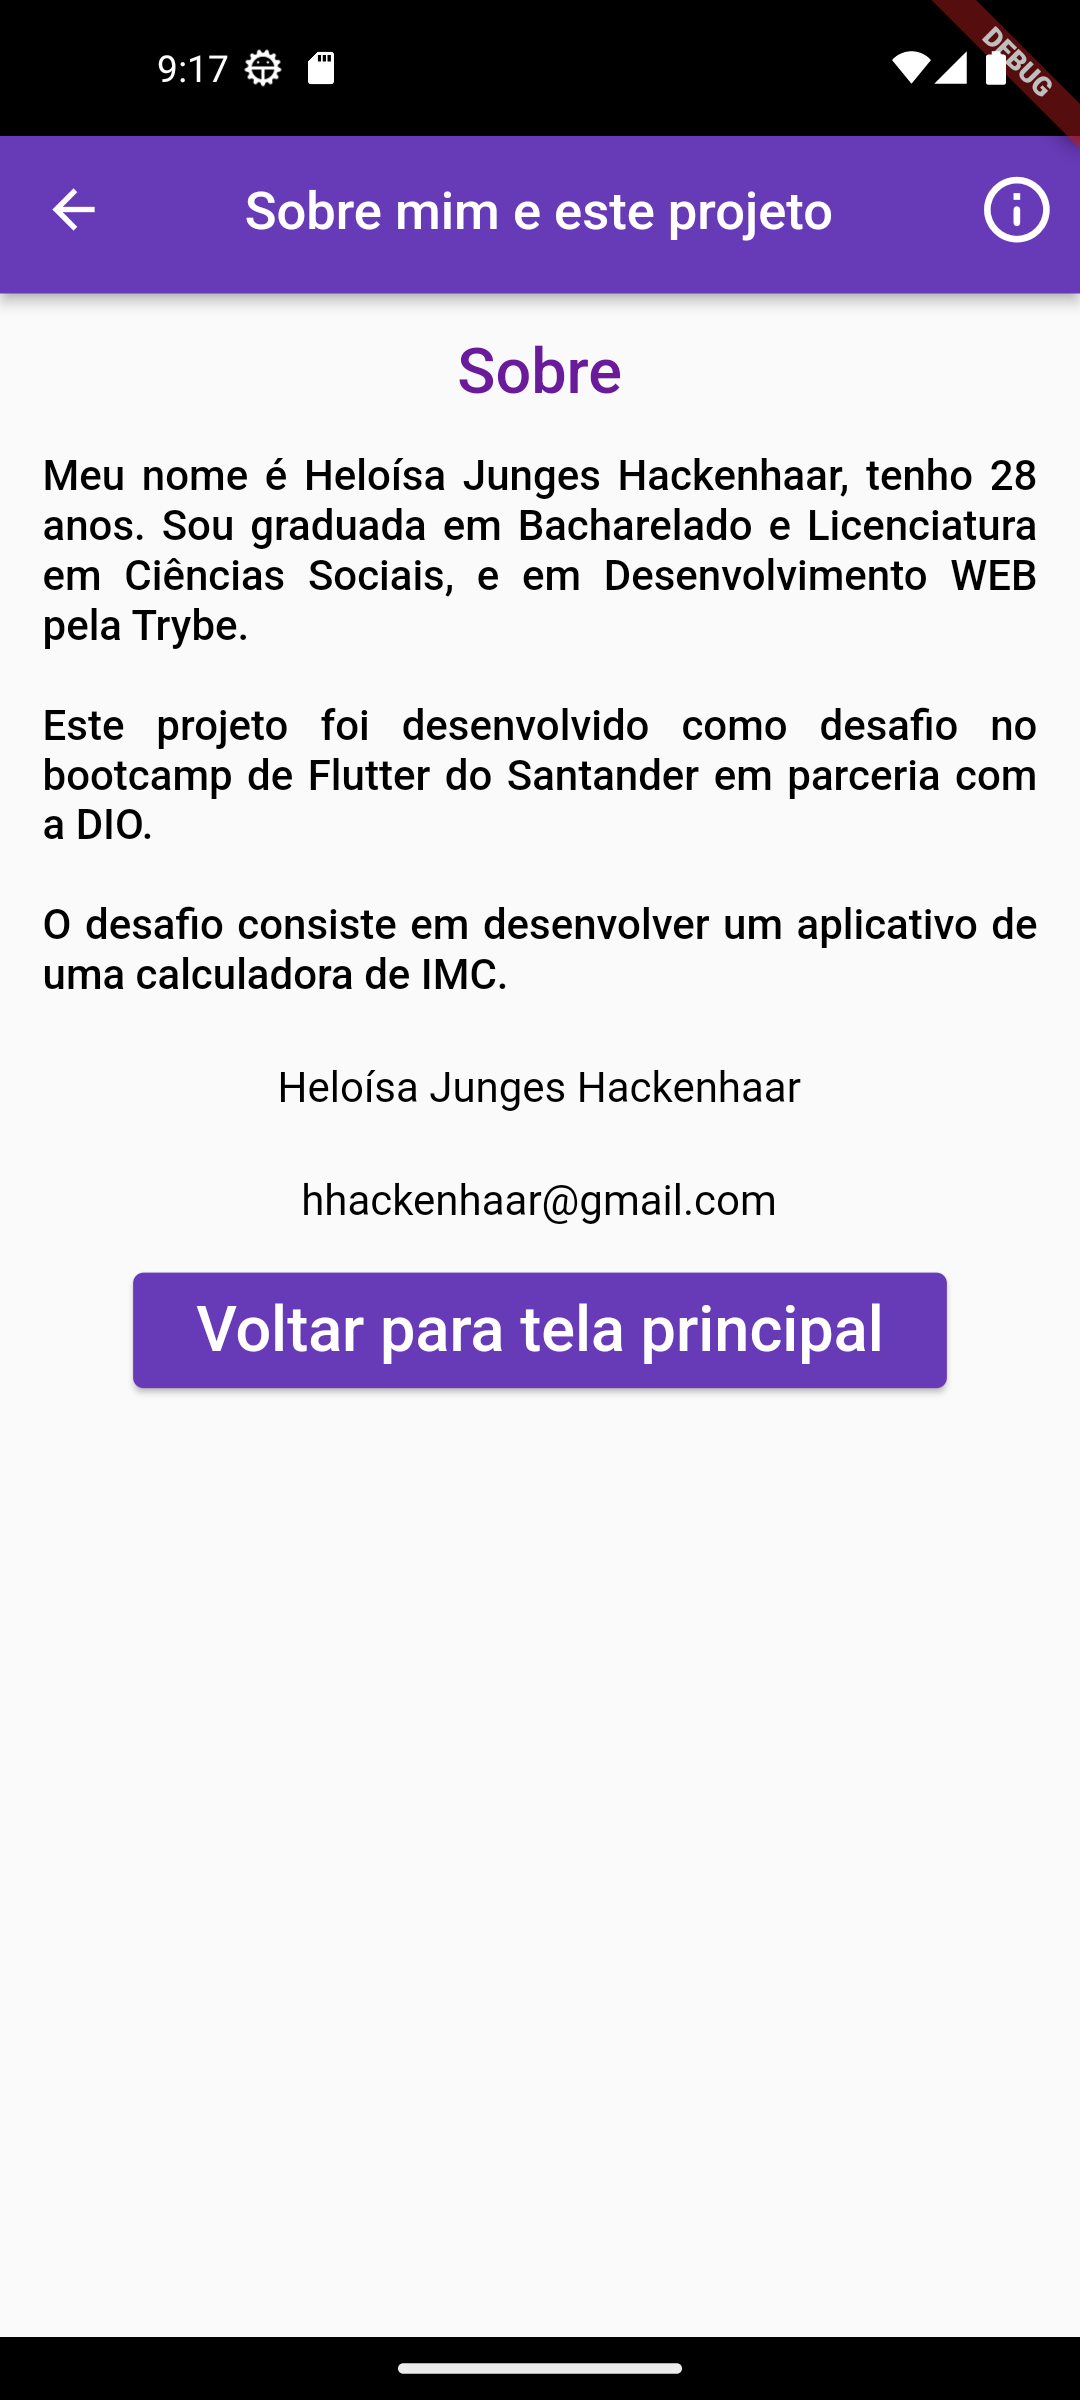 9:17
DEBUG
Sobre mim e este projeto
Sobre
Meu nome é Heloísa Junges Hackenhaar, tenho 28
anos. Sou graduada em Bacharelado e Licenciatura
em Ciências Sociais, e em Desenvolvimento WEB
pela Trybe.
Este projeto foi desenvolvido como desafio no
bootcamp de Flutter do Santander em parceria com
a DIO.
O desafio consiste em desenvolver um aplicativo de
uma calculadora de IMC.
Heloísa Junges Hackenhaar
hhackenhaar@gmail.com
Voltar para tela principal